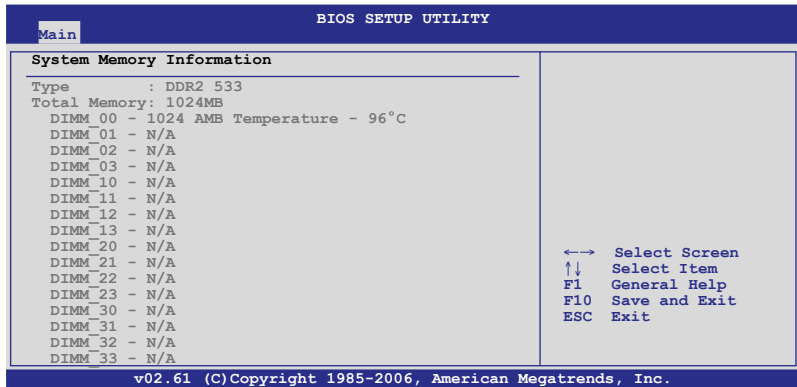 BIOS SETUP UTILITY
Main
System Memory Information
Type : DDR2 533
Total Memory: 1024MB
DIMM_00 - 1024 AMB Temperature - 96°C
DIMM_01 - N/A
DIMM_02 - N/A
DIMM_03 - N/A
DIMM_10 - N/A
DIMM_11 - N/A
DIMM_12 - N/A
DIMM_13 - N/A
DIMM_20 - N/A
DIMM_21 - N/A
DIMM_22 - N/A
DIMM_23 - N/A
DIMM_30 - N/A
DIMM_31 - N/A
DIMM_32 - N/A
DIMM_33 - N/A
←→ Select Screen
↑↓ Select Item
F1 General Help
F10 Save and Exit
ESC Exit
v02.61 (C)Copyright 1985-2006, American Megatrends, Inc.